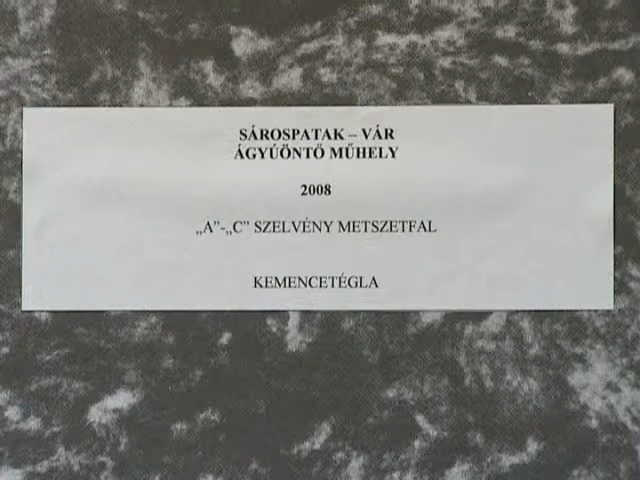 SÁROSPATAK – VÁR
ÁGYÚÖNTŐ MŰHELY
2008
„A”-„C” SZELVÉNY METSZETFAL
KEMENCETÉGLA